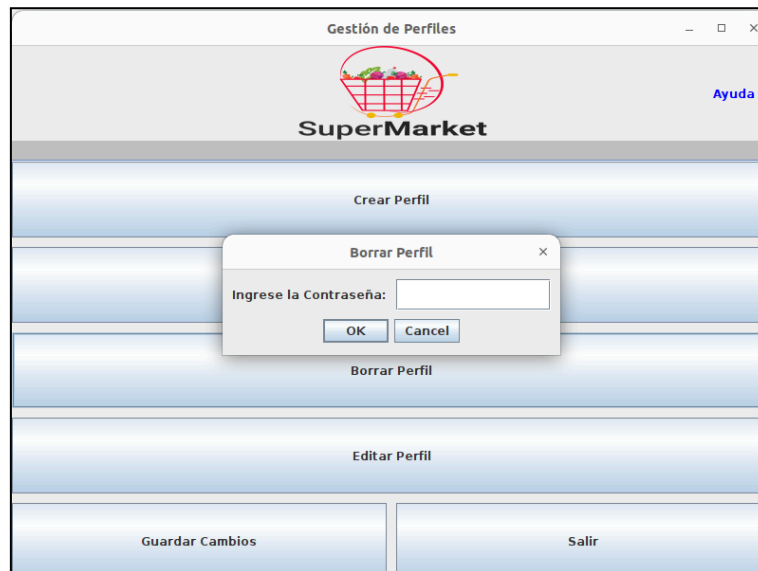 Gestión de Perfiles
SuperMarket
Ayuda
Crear Perfil
Borrar Perfil
Ingrese la Contraseña:
OK Cancel
Borrar Perfil
Editar Perfil
Guardar Cambios Salir